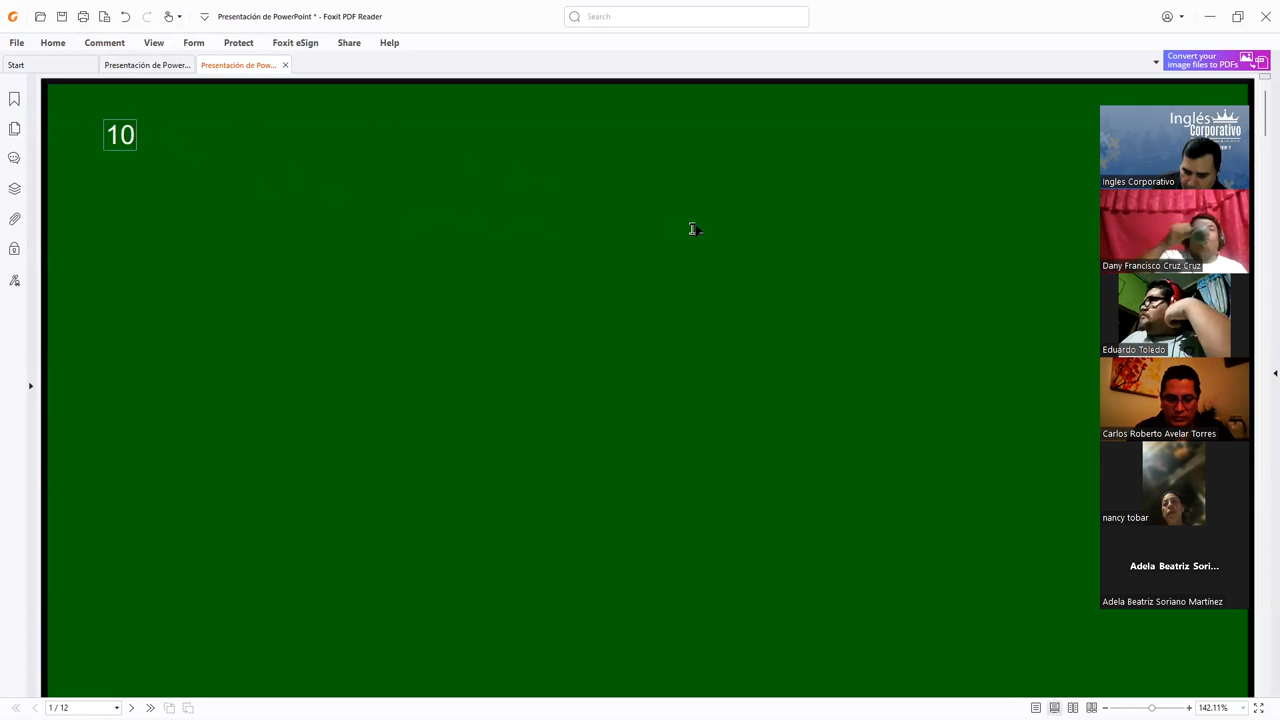 Presentación de PowerPoint * - Foxit PDF Reader
Search
File
Home
Comment
View
Form
Protect
Foxit eSign
Share
Help
Start
Presentación de Power...
Presentación de Pow...
Convert your
image files to PDFs
10
Inglés
Corporativo
Ingles Corporativo
Dany Francisco Cruz Cruz
Eduardo Toledo
Carlos Roberto Avelar Torres
nancy tobar
Adela Beatriz Sori...
Adela Beatriz Soriano Martínez
1 / 12
142.11%